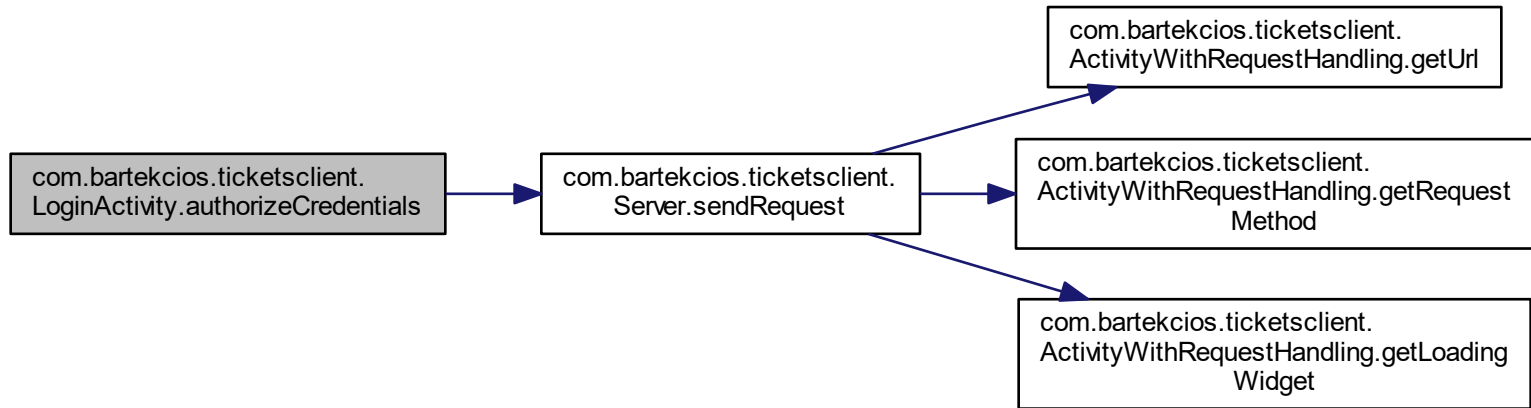 com.bartekcios.ticketsclient.
LoginActivity.authorizeCredentials
com.bartekcios.ticketsclient.
Server.sendRequest
com.bartekcios.ticketsclient.
ActivityWithRequestHandling.getUrl
com.bartekcios.ticketsclient.
ActivityWithRequestHandling.getRequest
Method
com.bartekcios.ticketsclient.
ActivityWithRequestHandling.getLoading
Widget